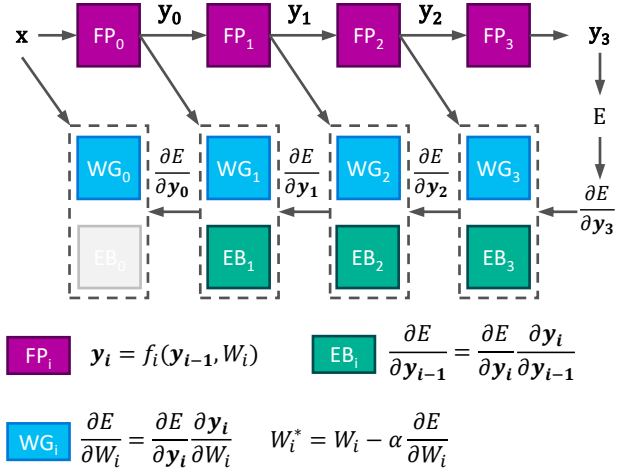 x FP₀ y₀ FP₁ y₁ FP₂ y₂ FP₃ y₃
E
WG₀ ∂E/∂y₀ WG₁ ∂E/∂y₁ WG₂ ∂E/∂y₂ WG₃ ∂E/∂y₃
EB₀ EB₁ EB₂ EB₃
FPᵢ yᵢ = fᵢ(yᵢ₋₁, Wᵢ) EBᵢ ∂E/∂yᵢ₋₁ = ∂E/∂yᵢ ∂yᵢ/∂yᵢ₋₁
WGᵢ ∂E/∂Wᵢ = ∂E/∂yᵢ ∂yᵢ/∂Wᵢ Wᵢ* = Wᵢ − α ∂E/∂Wᵢ